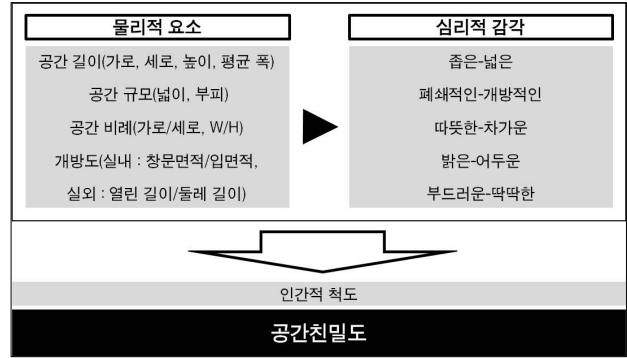 물리적 요소
공간 길이(가로, 세로, 높이, 평균 폭)
공간 규모(넓이, 부피)
공간 비례(가로/세로, W/H)
개방도(실내 : 창문면적/입면적,
실외 : 열린 길이/둘레 길이)
심리적 감각
좁은-넓은
폐쇄적인-개방적인
따뜻한-차가운
밝은-어두운
부드러운-딱딱한
인간적 척도
공간친밀도